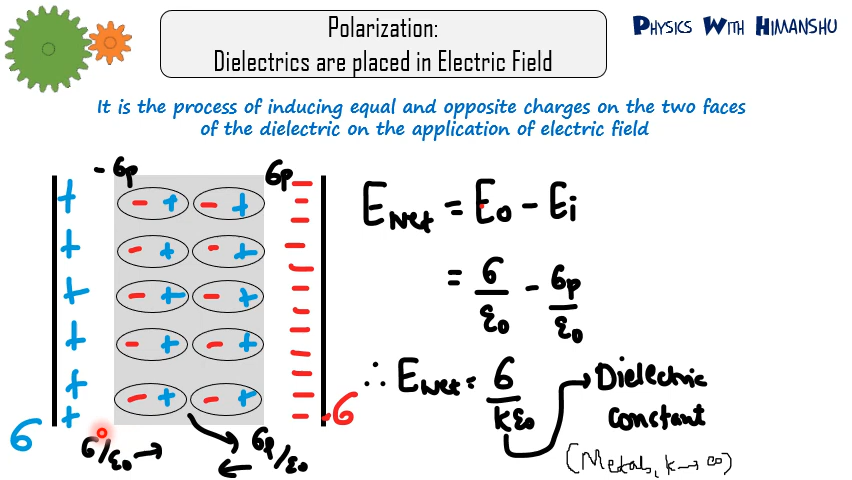 Polarization:
Dielectrics are placed in Electric Field
PHYSICS WITH HIMANSHU
It is the process of inducing equal and opposite charges on the two faces
of the dielectric on the application of electric field
-σp
σp
+ - + - + -
+ - + - + -
+ - + - + -
+ - + - + -
+ - + - + -
+
σ
-σ
σ/ε₀ →
σp/ε₀
←
E Net = E₀ - Ei
= σ/ε₀ - σp/ε₀
∴ E Net = σ/kε₀ → Dielectric
constant
(Metals, k → ∞)